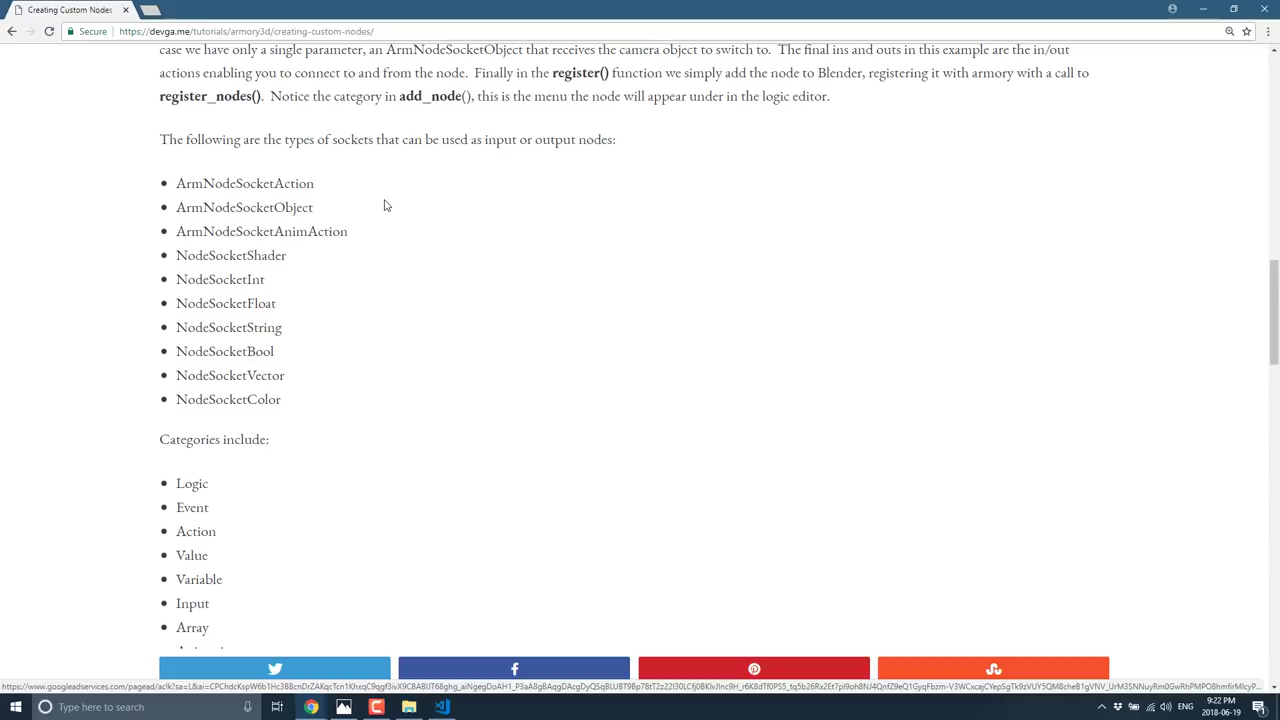 Creating Custom Nodes
Secure
https://devga.me/tutorials/armory3d/creating-custom-nodes/
case we have only a single parameter, an ArmNodeSocketObject that receives the camera object to switch to. The final ins and outs in this example are the in/out
actions enabling you to connect to and from the node. Finally in the register() function we simply add the node to Blender, registering it with armory with a call to
register_nodes(). Notice the category in add_node(), this is the menu the node will appear under in the logic editor.
The following are the types of sockets that can be used as input or output nodes:
ArmNodeSocketAction
ArmNodeSocketObject
ArmNodeSocketAnimAction
NodeSocketShader
NodeSocketInt
NodeSocketFloat
NodeSocketString
NodeSocketBool
NodeSocketVector
NodeSocketColor
Categories include:
Logic
Event
Action
Value
Variable
Input
Array
Type here to search
ENG
9:22 PM
2018-06-19